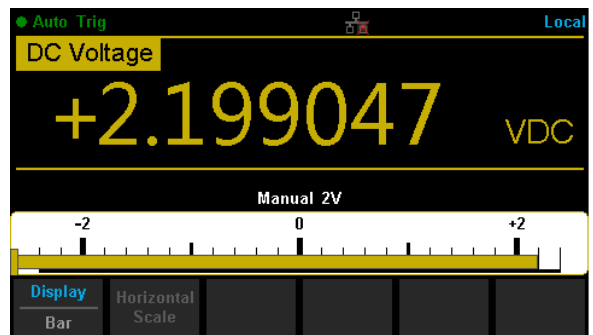 Auto Trig Local
DC Voltage
+2.199047 VDC
Manual 2V
-2 0 +2
Display Horizontal
Bar Scale